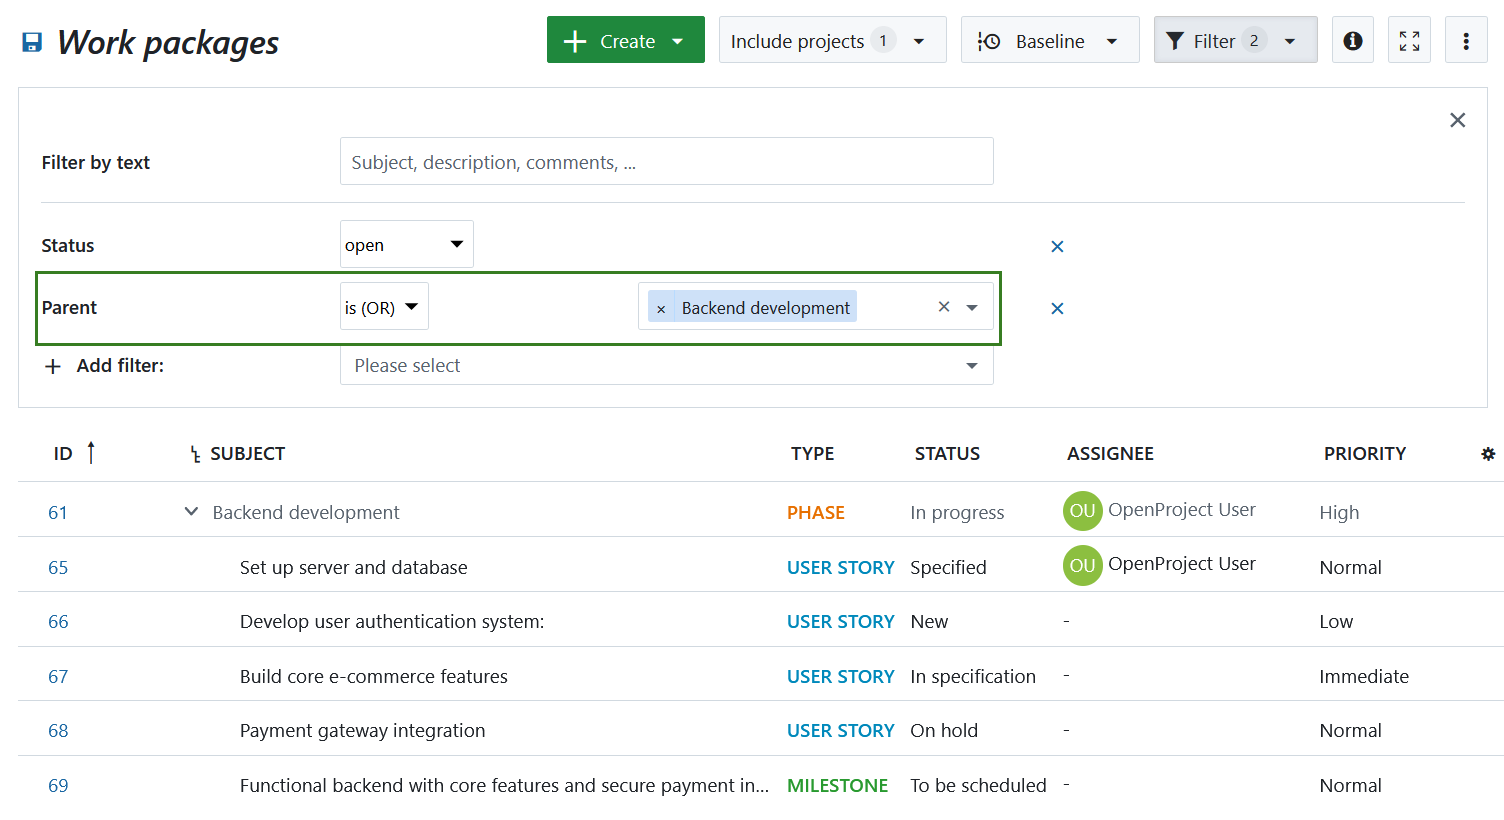 Work packages
Create
Include projects 1
Baseline
Filter 2
Filter by text
Subject, description, comments, ...
Status
open
Parent
is (OR)
× Backend development
+ Add filter:
Please select
ID SUBJECT TYPE STATUS ASSIGNEE PRIORITY
61 Backend development PHASE In progress OU OpenProject User High
65 Set up server and database USER STORY Specified OU OpenProject User Normal
66 Develop user authentication system: USER STORY New - Low
67 Build core e-commerce features USER STORY In specification - Immediate
68 Payment gateway integration USER STORY On hold - Normal
69 Functional backend with core features and secure payment in... MILESTONE To be scheduled - Normal